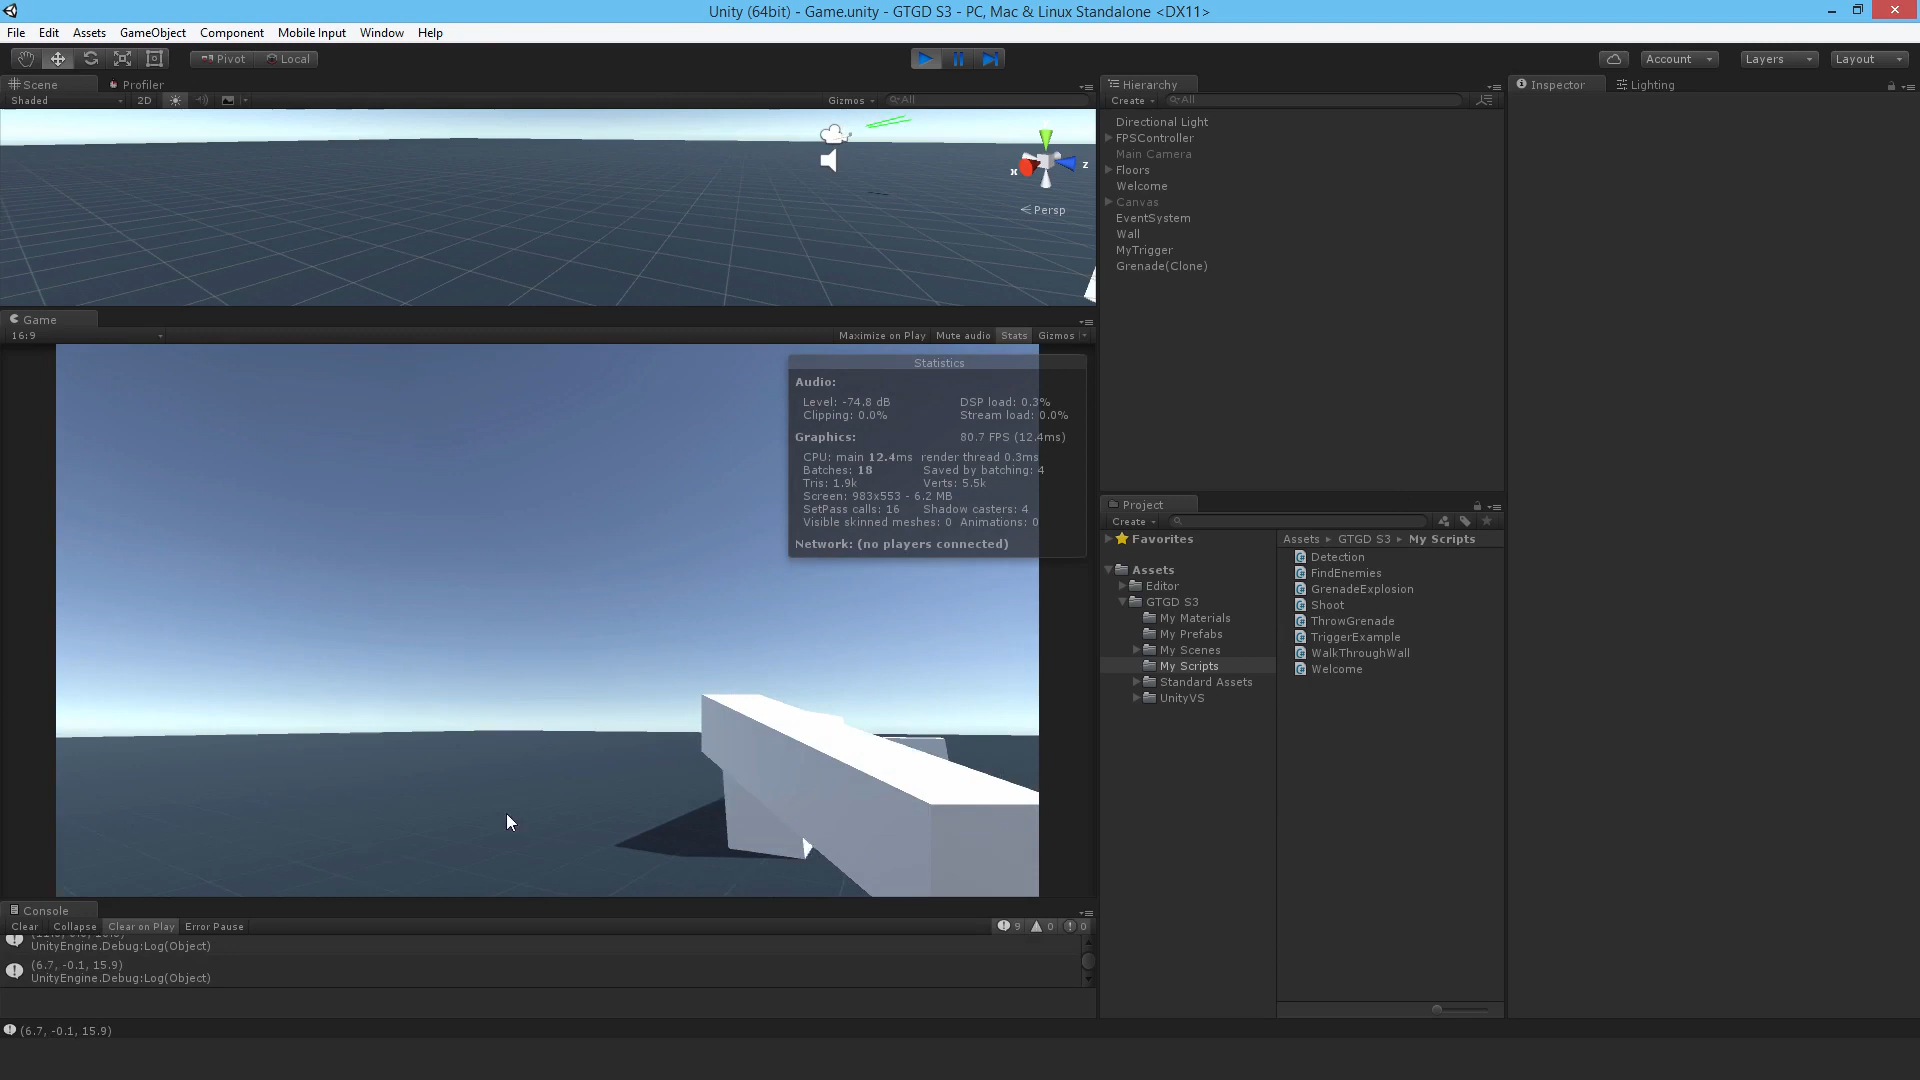 Unity (64bit) - Game.unity - GTGD S3 - PC, Mac & Linux Standalone <DX11>
File Edit Assets GameObject Component Mobile Input Window Help
Pivot Local Account Layers Layout
Scene Profiler
Shaded 2D Gizmos All
x z
Persp
Game
16:9 Maximize on Play Mute audio Stats Gizmos
Statistics
Audio:
Level: -74.8 dB DSP load: 0.3%
Clipping: 0.0% Stream load: 0.0%
Graphics: 80.7 FPS (12.4ms)
CPU: main 12.4ms render thread 0.3ms
Batches: 18 Saved by batching: 4
Tris: 1.9k Verts: 5.5k
Screen: 983x553 - 6.2 MB
SetPass calls: 16 Shadow casters: 4
Visible skinned meshes: 0 Animations: 0
Network: (no players connected)
Console
Clear Collapse Clear on Play Error Pause 9 0 0
UnityEngine.Debug:Log(Object)
(6.7, -0.1, 15.9)
UnityEngine.Debug:Log(Object)
(6.7, -0.1, 15.9)
Hierarchy
Create All
Directional Light
FPSController
Main Camera
Floors
Welcome
Canvas
EventSystem
Wall
MyTrigger
Grenade(Clone)
Project
Create
Favorites
Assets
Editor
GTGD S3
My Materials
My Prefabs
My Scenes
My Scripts
Standard Assets
UnityVS
Assets GTGD S3 My Scripts
Detection
FindEnemies
GrenadeExplosion
Shoot
ThrowGrenade
TriggerExample
WalkThroughWall
Welcome
Inspector Lighting